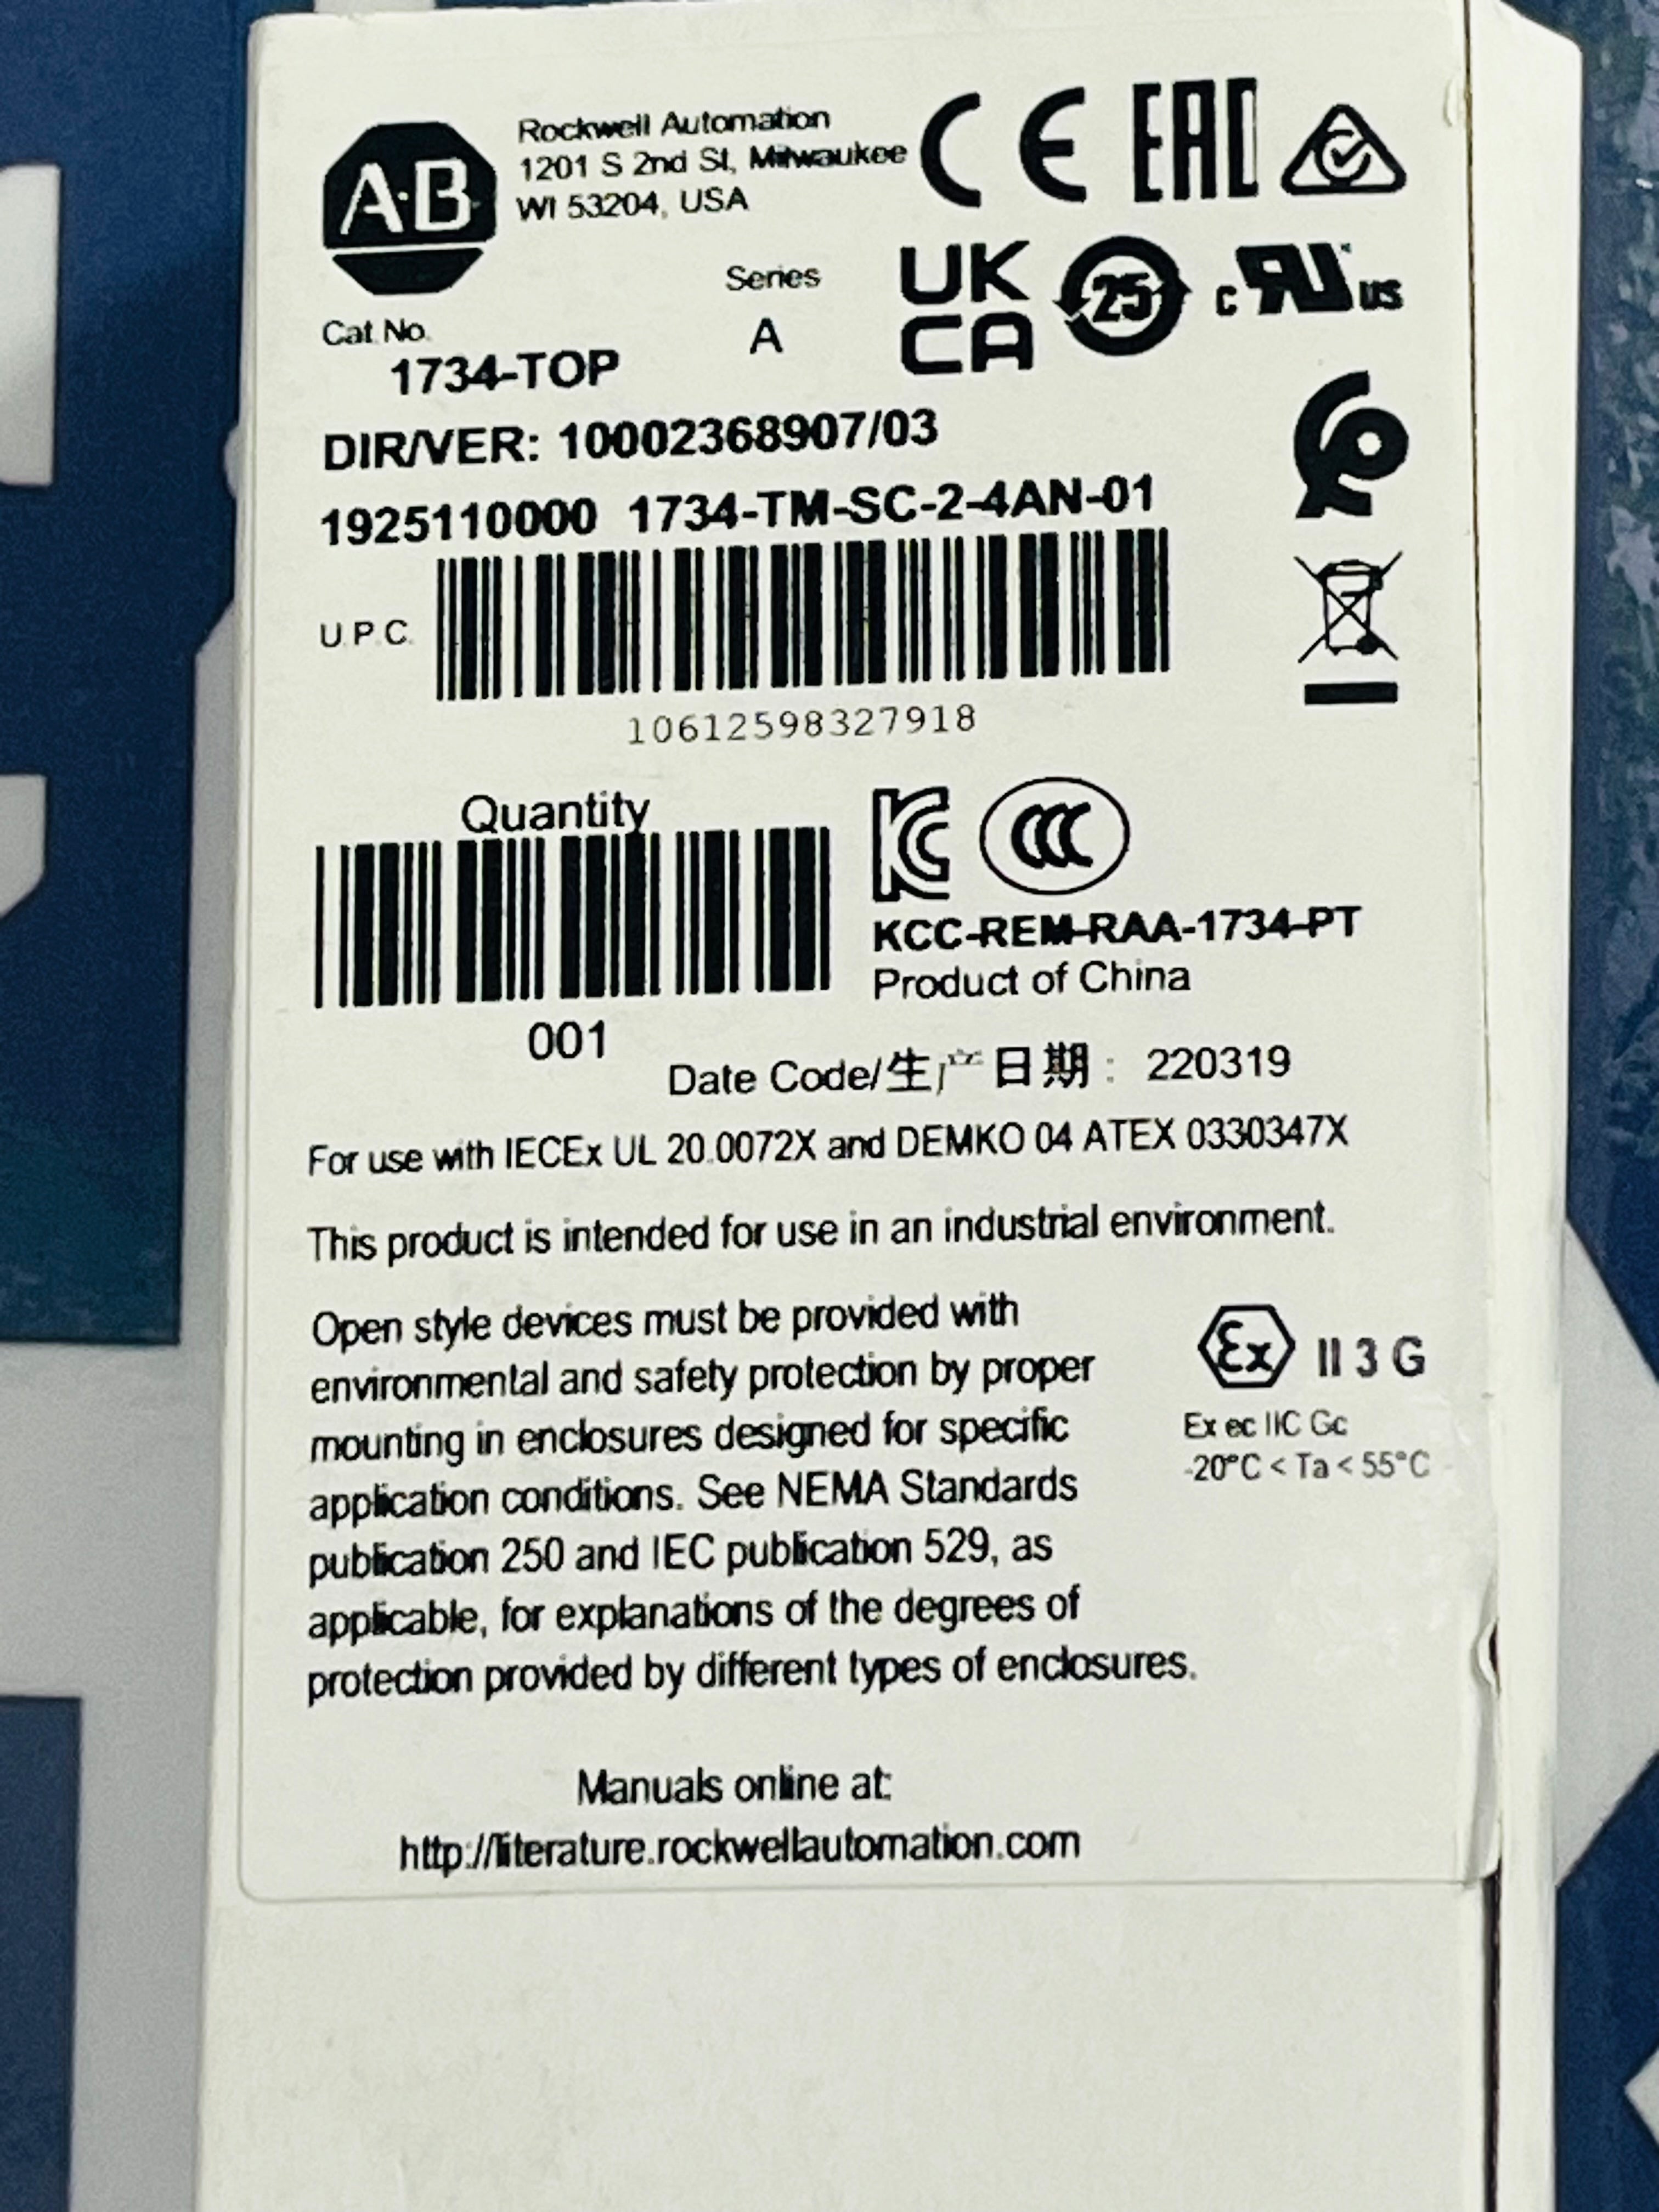 A·B
Rockwell Automation
1201 S 2nd St, Milwaukee
WI 53204, USA
CE EAC
Series
A
UK
CA
25
c RU us
Cat. No.
1734-TOP
DIR/VER: 10002368907/03
1925110000 1734-TM-SC-2-4AN-01
U.P.C.
10612598327918
Quantity
001
KC CCC
KCC-REM-RAA-1734-PT
Product of China
Date Code/生产日期: 220319
For use with IECEx UL 20.0072X and DEMKO 04 ATEX 0330347X
This product is intended for use in an industrial environment.
Open style devices must be provided with
environmental and safety protection by proper
mounting in enclosures designed for specific
application conditions. See NEMA Standards
publication 250 and IEC publication 529, as
applicable, for explanations of the degrees of
protection provided by different types of enclosures.
Ex II 3 G
Ex ec IIC Gc
-20°C < Ta < 55°C
Manuals online at:
http://literature.rockwellautomation.com